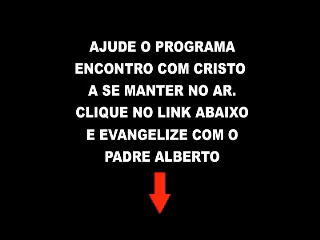 AJUDE O PROGRAMA
ENCONTRO COM CRISTO
A SE MANTER NO AR.
CLIQUE NO LINK ABAIXO
E EVANGELIZE COM O
PADRE ALBERTO